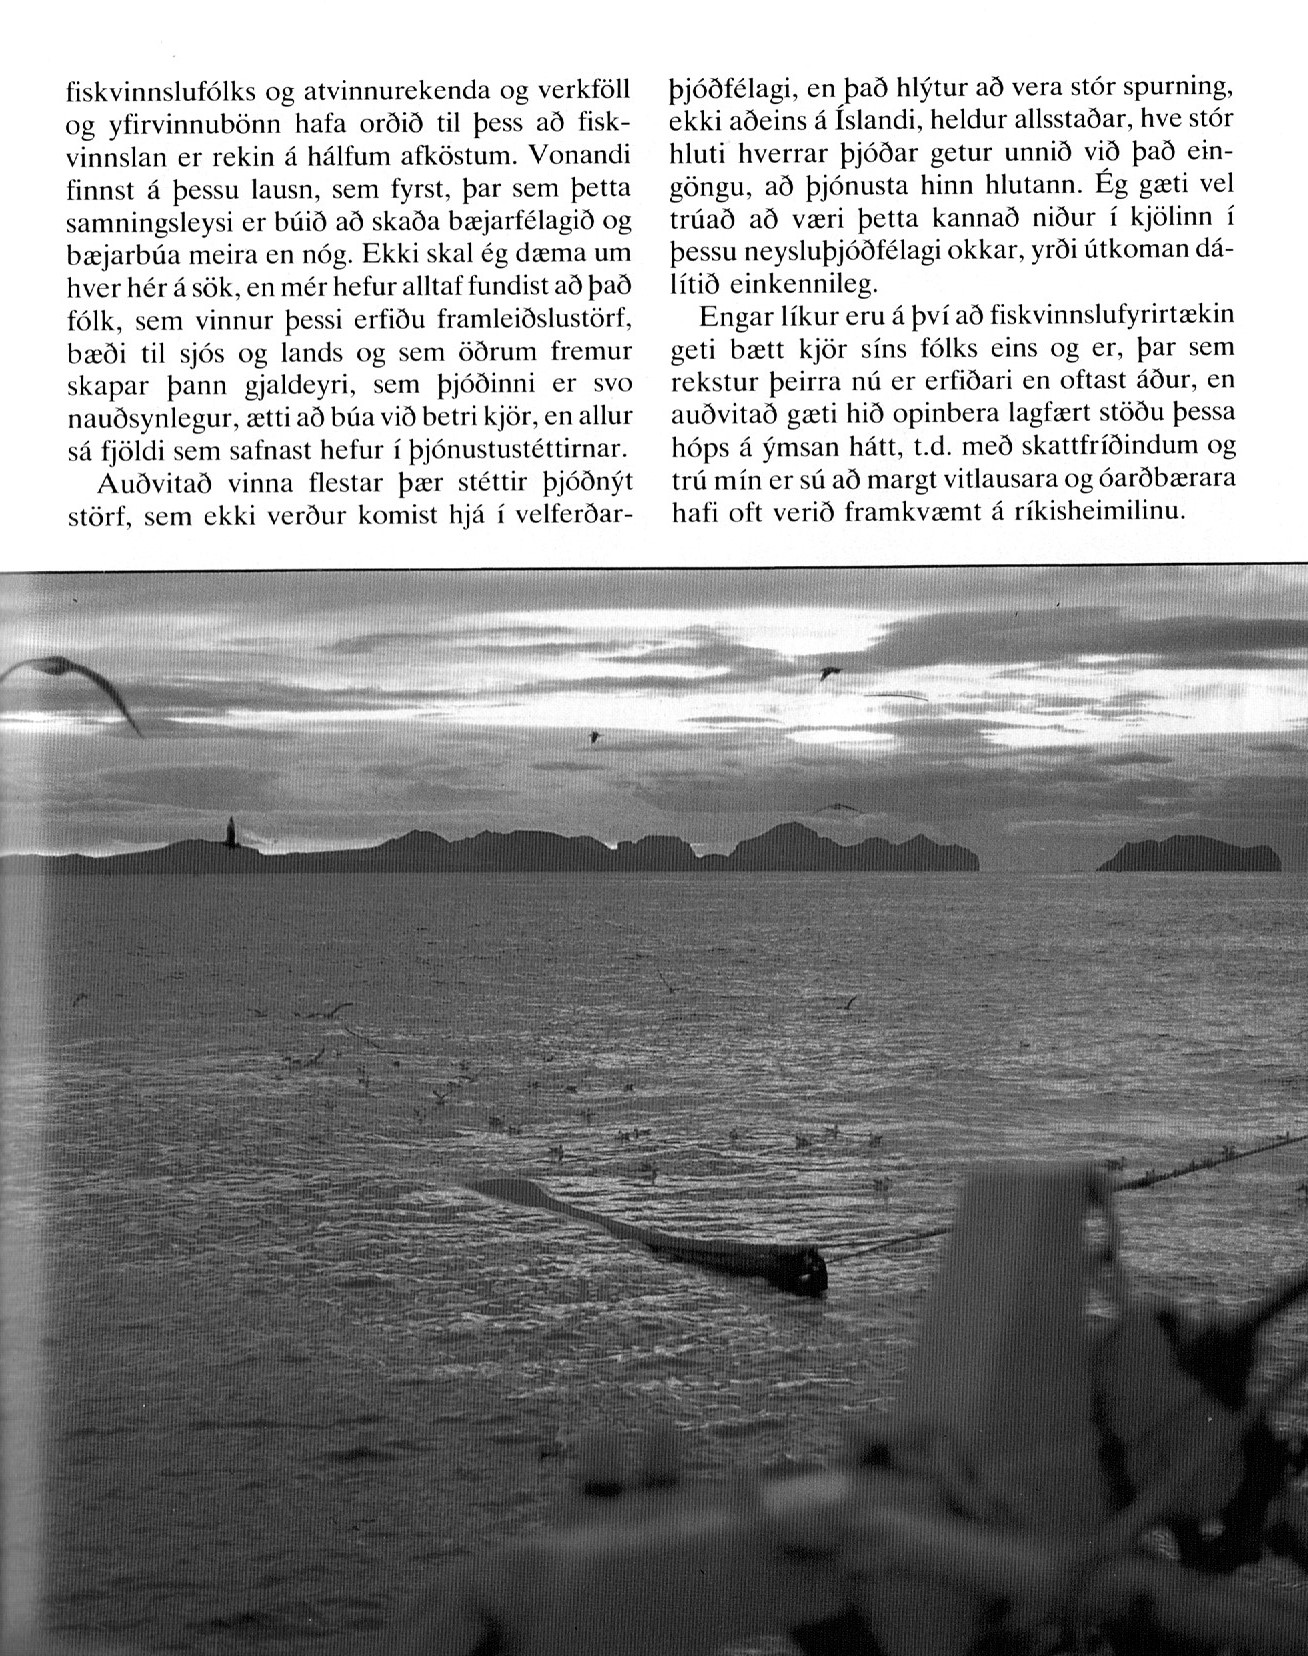 fiskvinnslufólks og atvinnurekenda og verkföll
og yfirvinnubönn hafa orðið til þess að fisk-
vinnslan er rekin á hálfum afköstum. Vonandi
finnst á þessu lausn, sem fyrst, þar sem þetta
samningsleysi er búið að skaða bæjarfélagið og
bæjarbúa meira en nóg. Ekki skal ég dæma um
hver hér á sök, en mér hefur alltaf fundist að það
fólk, sem vinnur þessi erfiðu framleiðslustörf,
bæði til sjós og lands og sem öðrum fremur
skapar þann gjaldeyri, sem þjóðinni er svo
nauðsynlegur, ætti að búa við betri kjör, en allur
sá fjöldi sem safnast hefur í þjónustustéttirnar.
Auðvitað vinna flestar þær stéttir þjóðnýt
störf, sem ekki verður komist hjá í velferðar-
þjóðfélagi, en það hlýtur að vera stór spurning,
ekki aðeins á Íslandi, heldur allsstaðar, hve stór
hluti hverrar þjóðar getur unnið við það ein-
göngu, að þjónusta hinn hlutann. Ég gæti vel
trúað að væri þetta kannað niður í kjölinn í
þessu neysluþjóðfélagi okkar, yrði útkoman dá-
lítið einkennileg.
Engar líkur eru á því að fiskvinnslufyrirtækin
geti bætt kjör síns fólks eins og er, þar sem
rekstur þeirra nú er erfiðari en oftast áður, en
auðvitað gæti hið opinbera lagfært stöðu þessa
hóps á ýmsan hátt, t.d. með skattfríðindum og
trú mín er sú að margt vitlausara og óarðbærara
hafi oft verið framkvæmt á ríkisheimilinu.